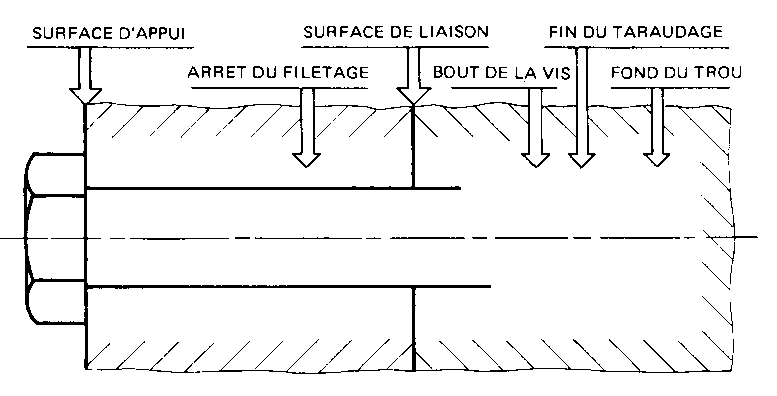 SURFACE D'APPUI
SURFACE DE LIAISON
FIN DU TARAUDAGE
ARRET DU FILETAGE
BOUT DE LA VIS
FOND DU TROU